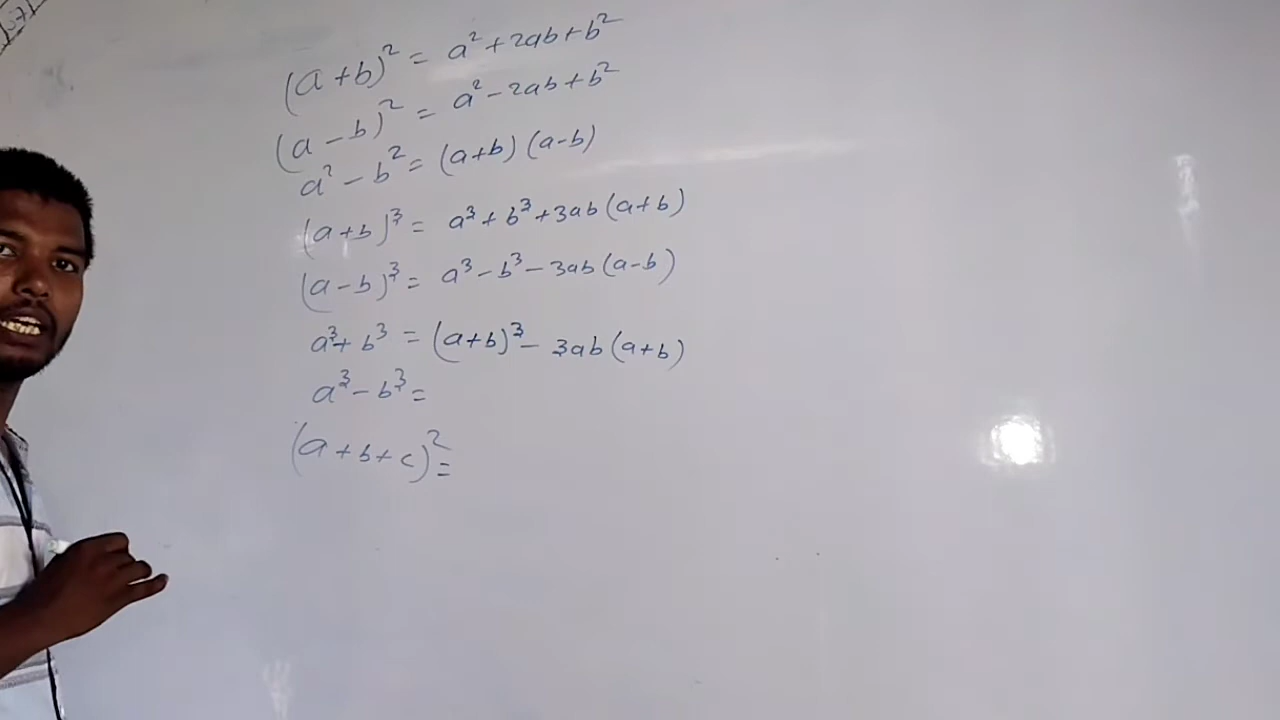 (a+b)² = a²+2ab+b²
(a-b)² = a²-2ab+b²
a²-b² = (a+b)(a-b)
(a+b)³ = a³+b³+3ab(a+b)
(a-b)³ = a³-b³-3ab(a-b)
a³+b³ = (a+b)³-3ab(a+b)
a³-b³ =
(a+b+c)² =